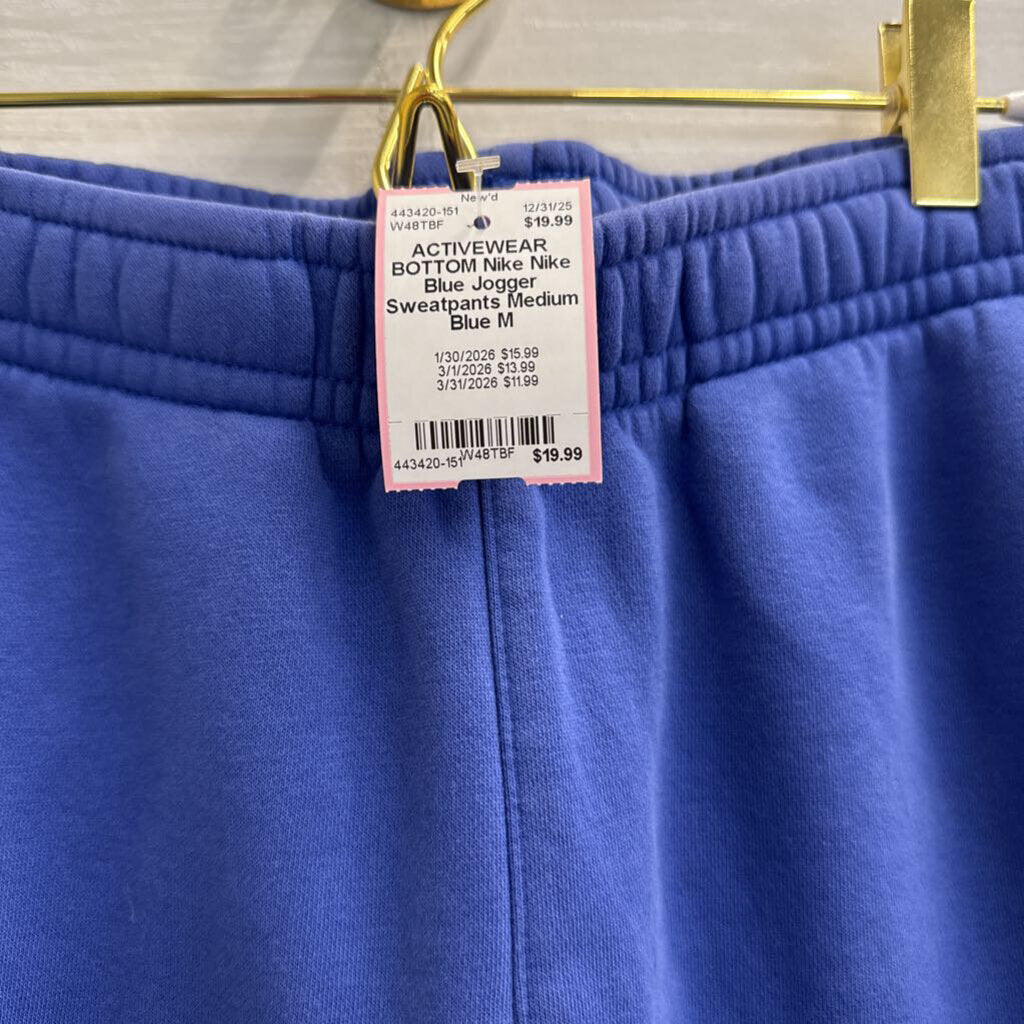 New'd
443420-151 12/31/25
W48TBF $19.99
ACTIVEWEAR
BOTTOM Nike Nike
Blue Jogger
Sweatpants Medium
Blue M
1/30/2026 $15.99
3/1/2026 $13.99
3/31/2026 $11.99
443420-151 W48TBF $19.99